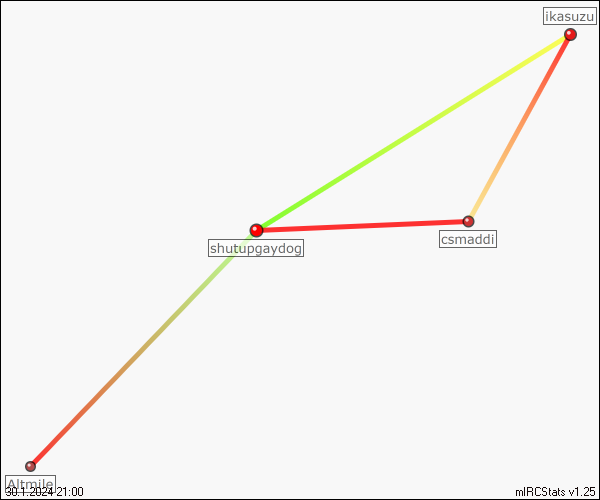 ikasuzu
csmaddi
shutupgaydog
Altmile
30.1.2024 21:00
mIRCStats v1.25